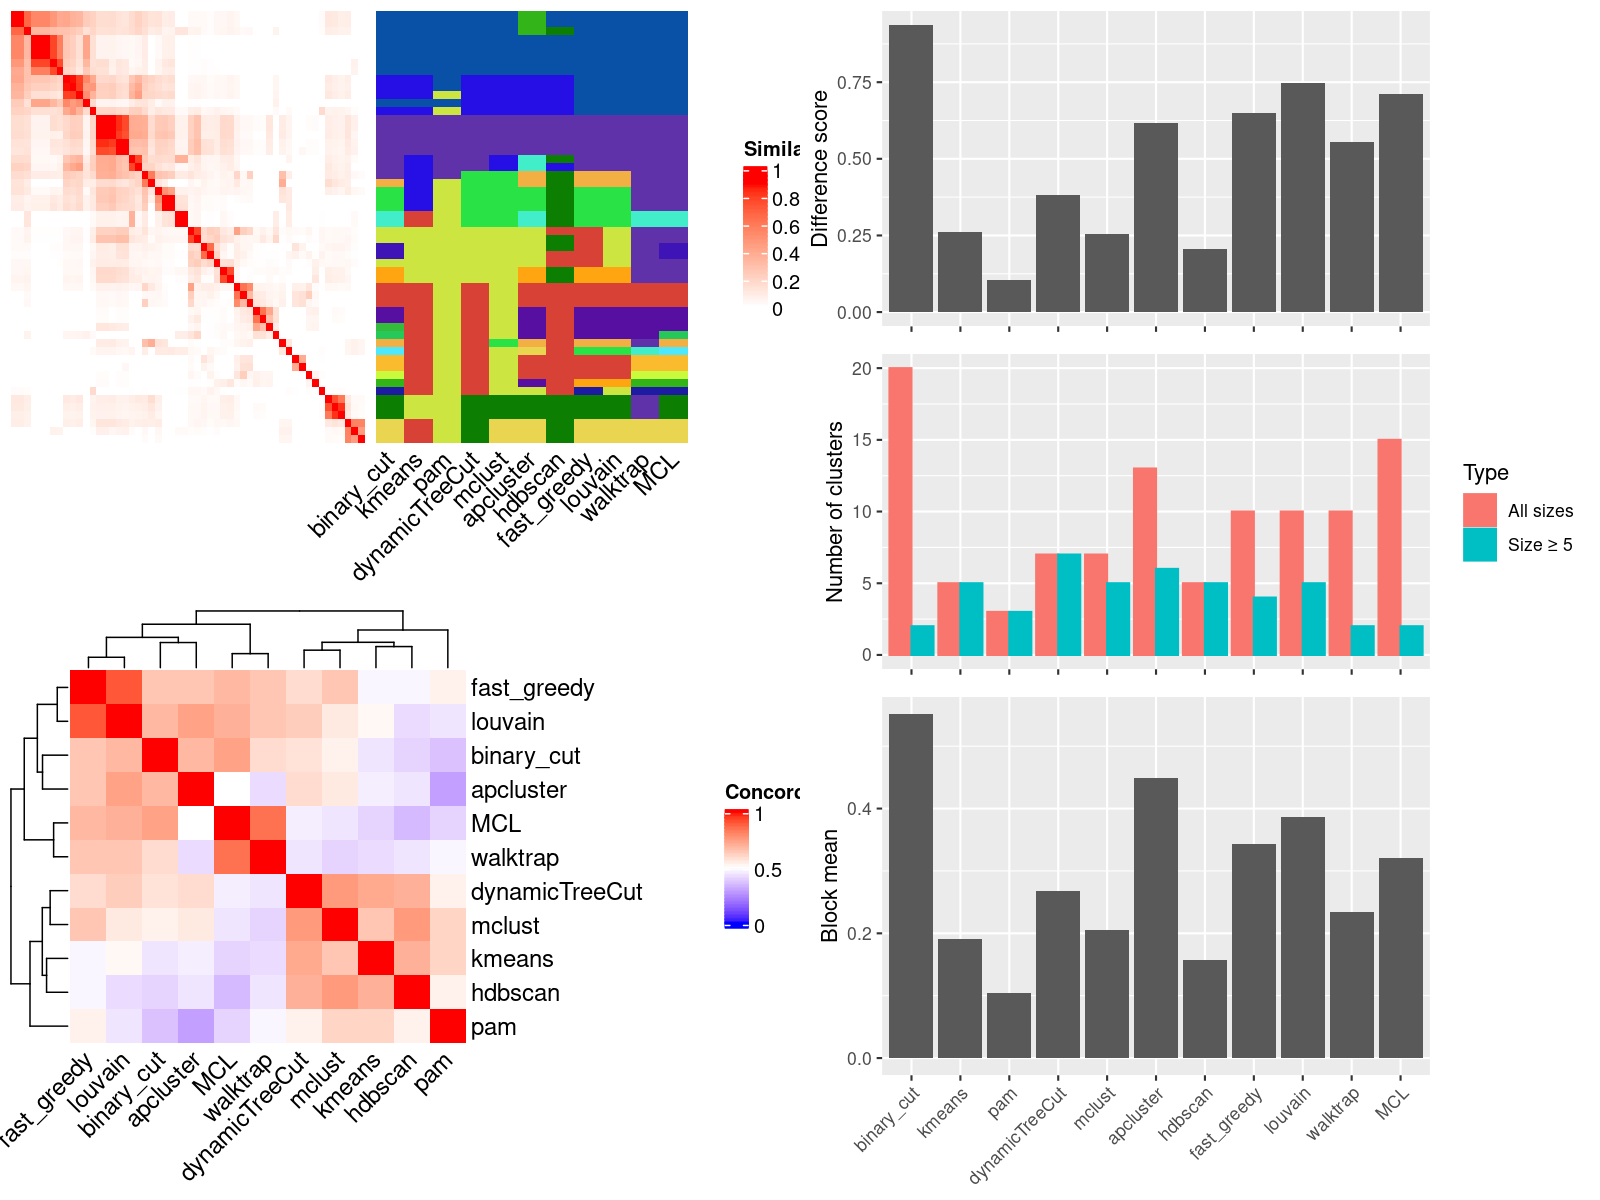 Simila
1
0.8
0.6
0.4
0.2
0
binary_cut
kmeans
pam
dynamicTreeCut
mclust
apcluster
hdbscan
fast_greedy
louvain
walktrap
MCL
Difference score
0.75
0.50
0.25
0.00
Number of clusters
20
15
10
5
0
Type
All sizes
Size ≥ 5
fast_greedy
louvain
binary_cut
apcluster
MCL
walktrap
dynamicTreeCut
mclust
kmeans
hdbscan
pam
fast_greedy
louvain
binary_cut
apcluster
MCL
walktrap
dynamicTreeCut
mclust
kmeans
hdbscan
pam
Concord
1
0.5
0
Block mean
0.4
0.2
0.0
binary_cut
kmeans
pam
dynamicTreeCut
mclust
apcluster
hdbscan
fast_greedy
louvain
walktrap
MCL